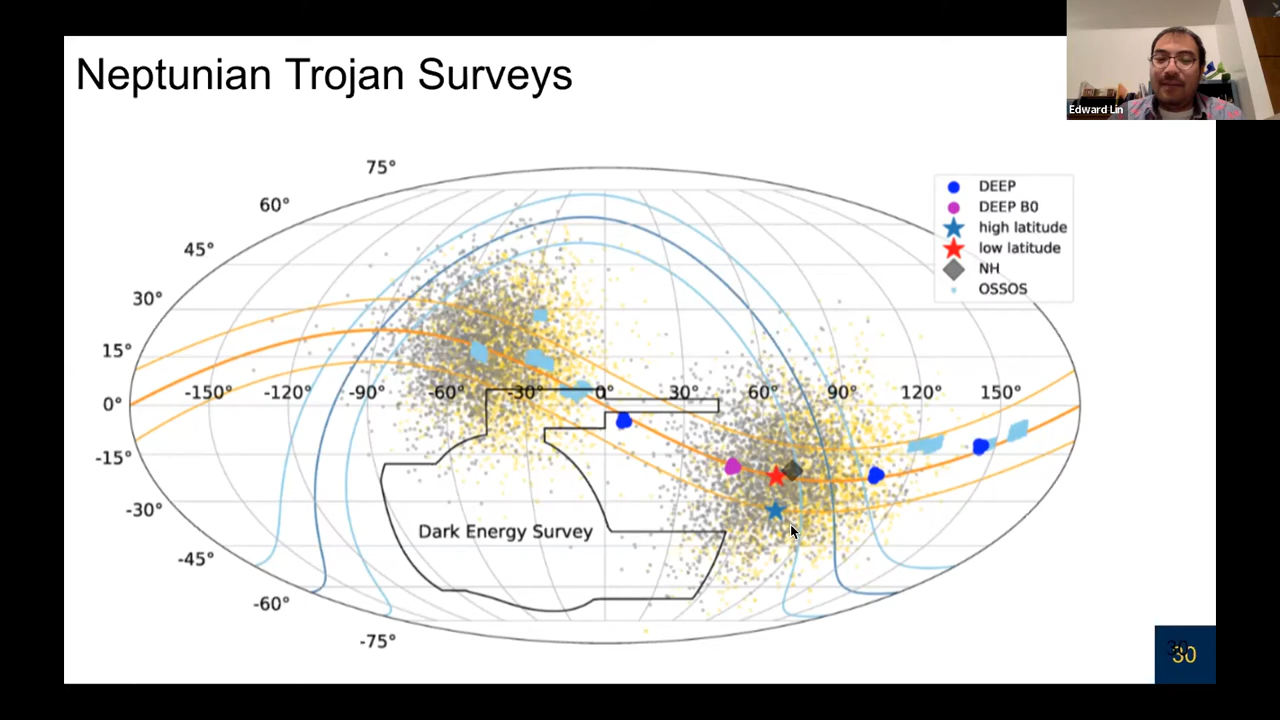 Neptunian Trojan Surveys
Edward Lin
75°
60°
45°
30°
15°
0°
-15°
-30°
-45°
-60°
-75°
-150° -120° -90° -60° -30° 0° 30° 60° 90° 120° 150°
DEEP
DEEP B0
high latitude
low latitude
NH
OSSOS
Dark Energy Survey
30
30